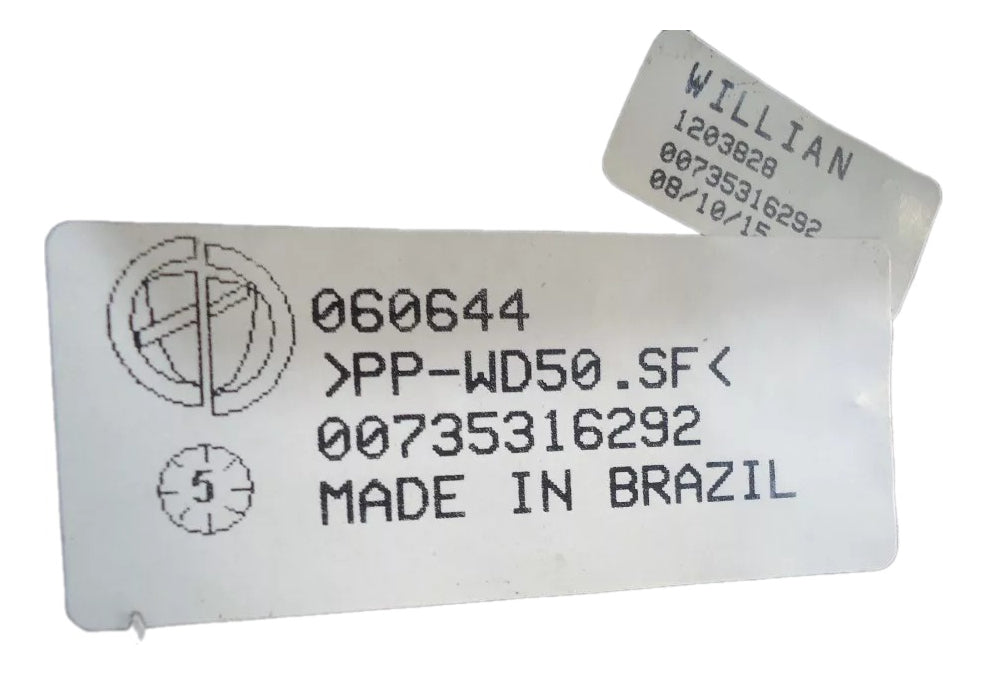 WILLIAN
1203828
00735316292
08/10/15
060644
>PP-WD50.SF<
00735316292
MADE IN BRAZIL
5